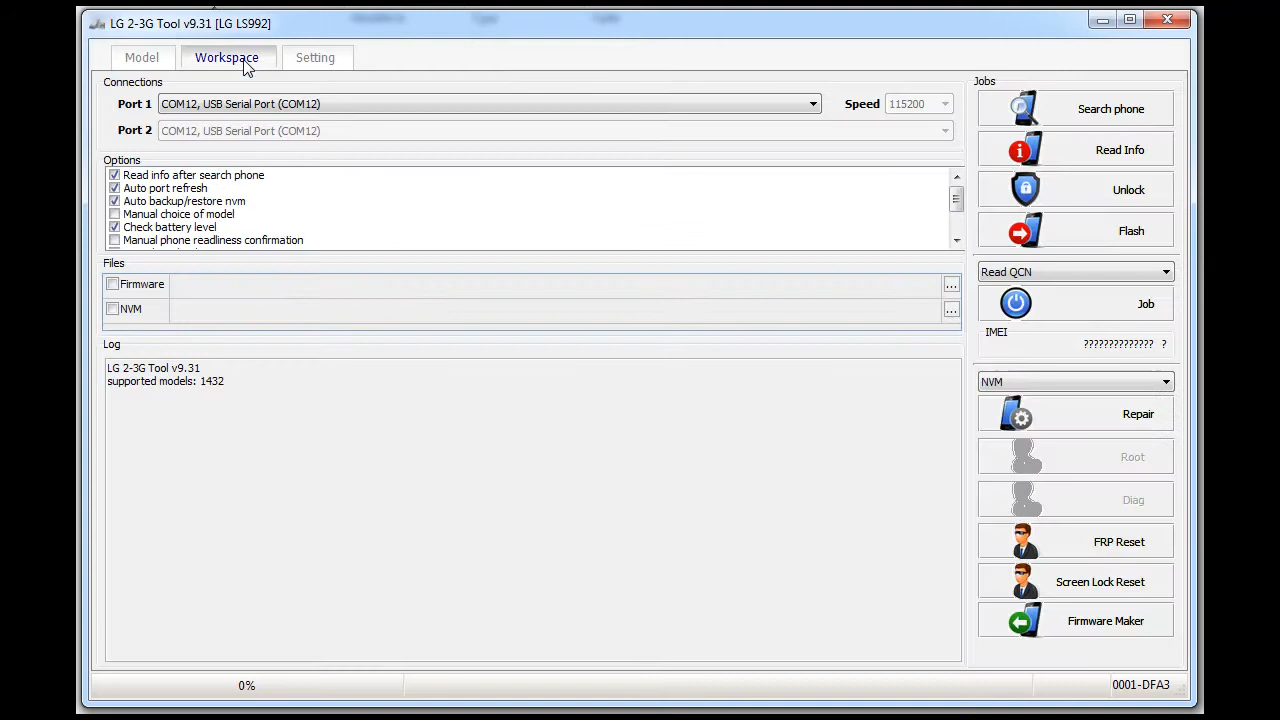 LG 2-3G Tool v9.31 [LG LS992]
Model Workspace Setting
Connections
Port 1 COM12, USB Serial Port (COM12) Speed 115200
Port 2 COM12, USB Serial Port (COM12)
Options
Read info after search phone
Auto port refresh
Auto backup/restore nvm
Manual choice of model
Check battery level
Manual phone readliness confirmation
Files
Firmware ...
NVM ...
Log
LG 2-3G Tool v9.31
supported models: 1432
Jobs
Search phone
Read Info
Unlock
Flash
Read QCN
Job
IMEI
?????????????? ?
NVM
Repair
Root
Diag
FRP Reset
Screen Lock Reset
Firmware Maker
0% 0001-DFA3